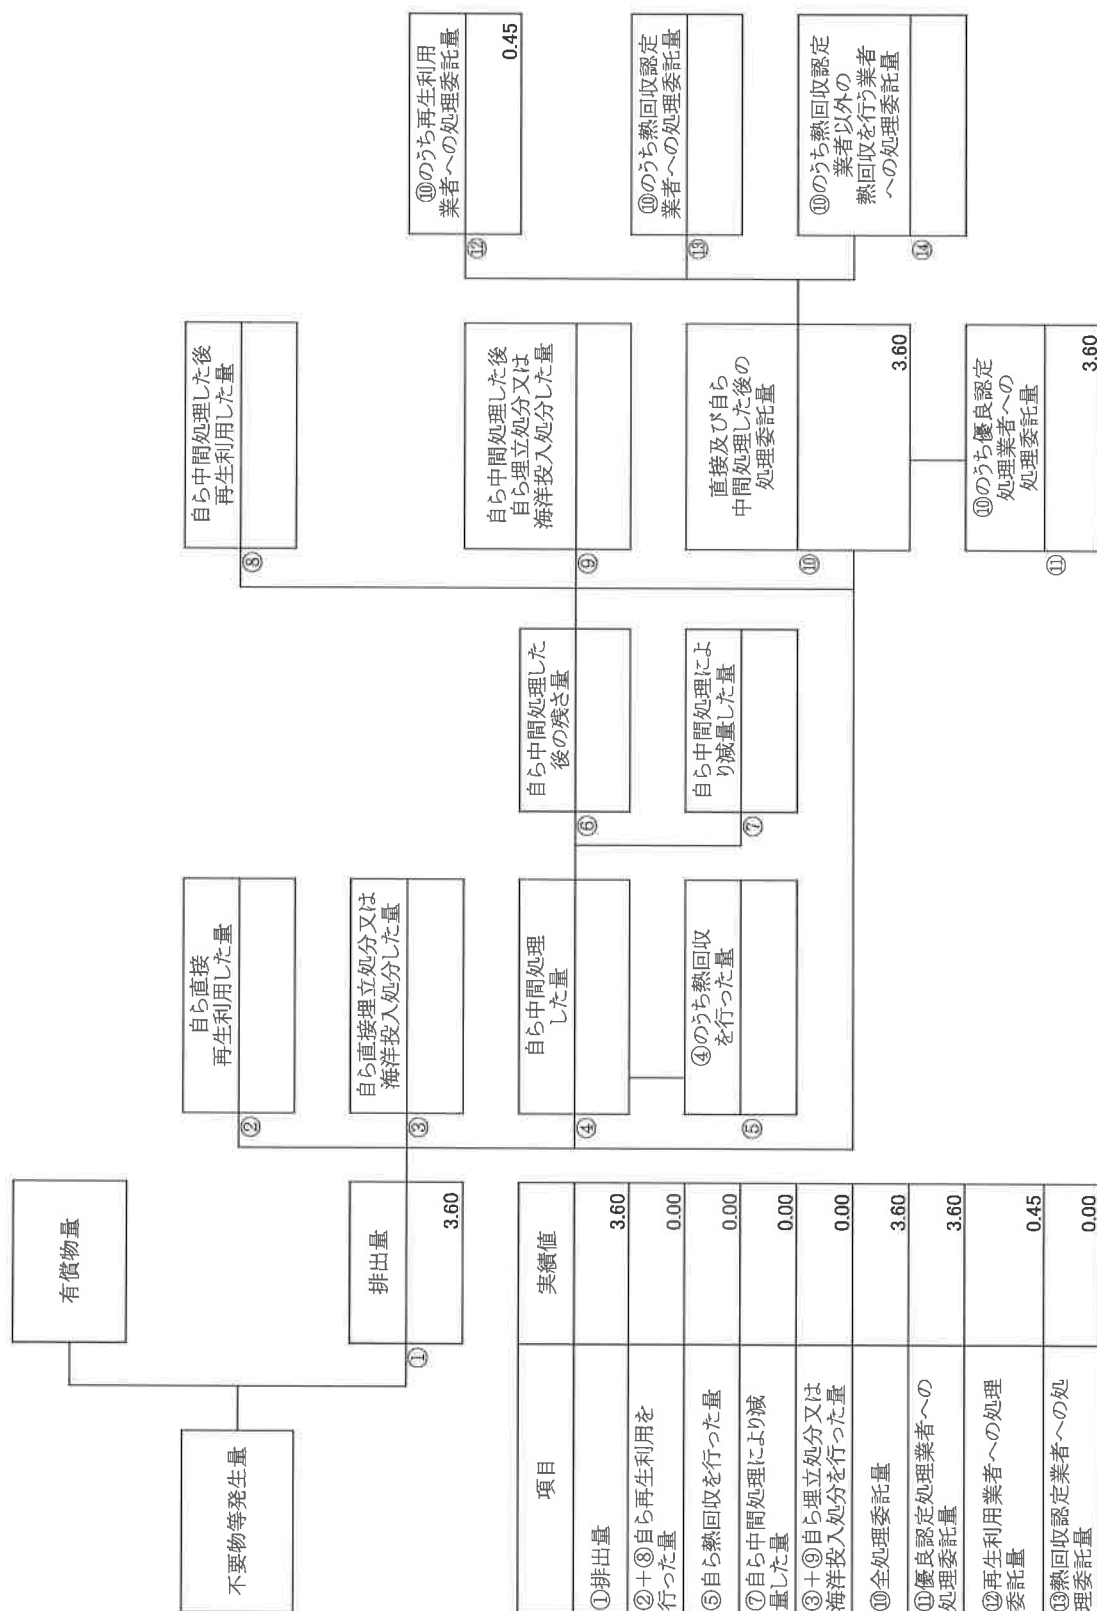 不要物等発生量
有償物量
排出量
①
3.60
自ら直接
再生利用した量
②
自ら直接埋立処分又は
海洋投入処分した量
③
自ら中間処理
した量
④
④のうち熱回収
を行った量
⑤
自ら中間処理した
後の残さ量
⑥
自ら中間処理によ
り減量した量
⑦
自ら中間処理した後
再生利用した量
⑧
自ら中間処理した後
自ら埋立処分又は
海洋投入処分した量
⑨
直接及び自ら
中間処理した後の
処理委託量
⑩
3.60
⑩のうち優良認定
処理業者への
処理委託量
⑪
3.60
⑩のうち再生利用
業者への処理委託量
⑫
0.45
⑩のうち熱回収認定
業者への処理委託量
⑬
⑩のうち熱回収認定
業者以外の
熱回収を行う業者
への処理委託量
⑭
項目 実績値
①排出量 3.60
②+⑧自ら再生利用を
行った量 0.00
⑤自ら熱回収を行った量 0.00
⑦自ら中間処理により減
量した量 0.00
③+⑨自ら埋立処分又は
海洋投入処分を行った量 0.00
⑩全処理委託量 3.60
⑪優良認定処理業者への
処理委託量 3.60
⑫再生利用業者への処理
委託量 0.45
⑬熱回収認定業者への処
理委託量 0.00